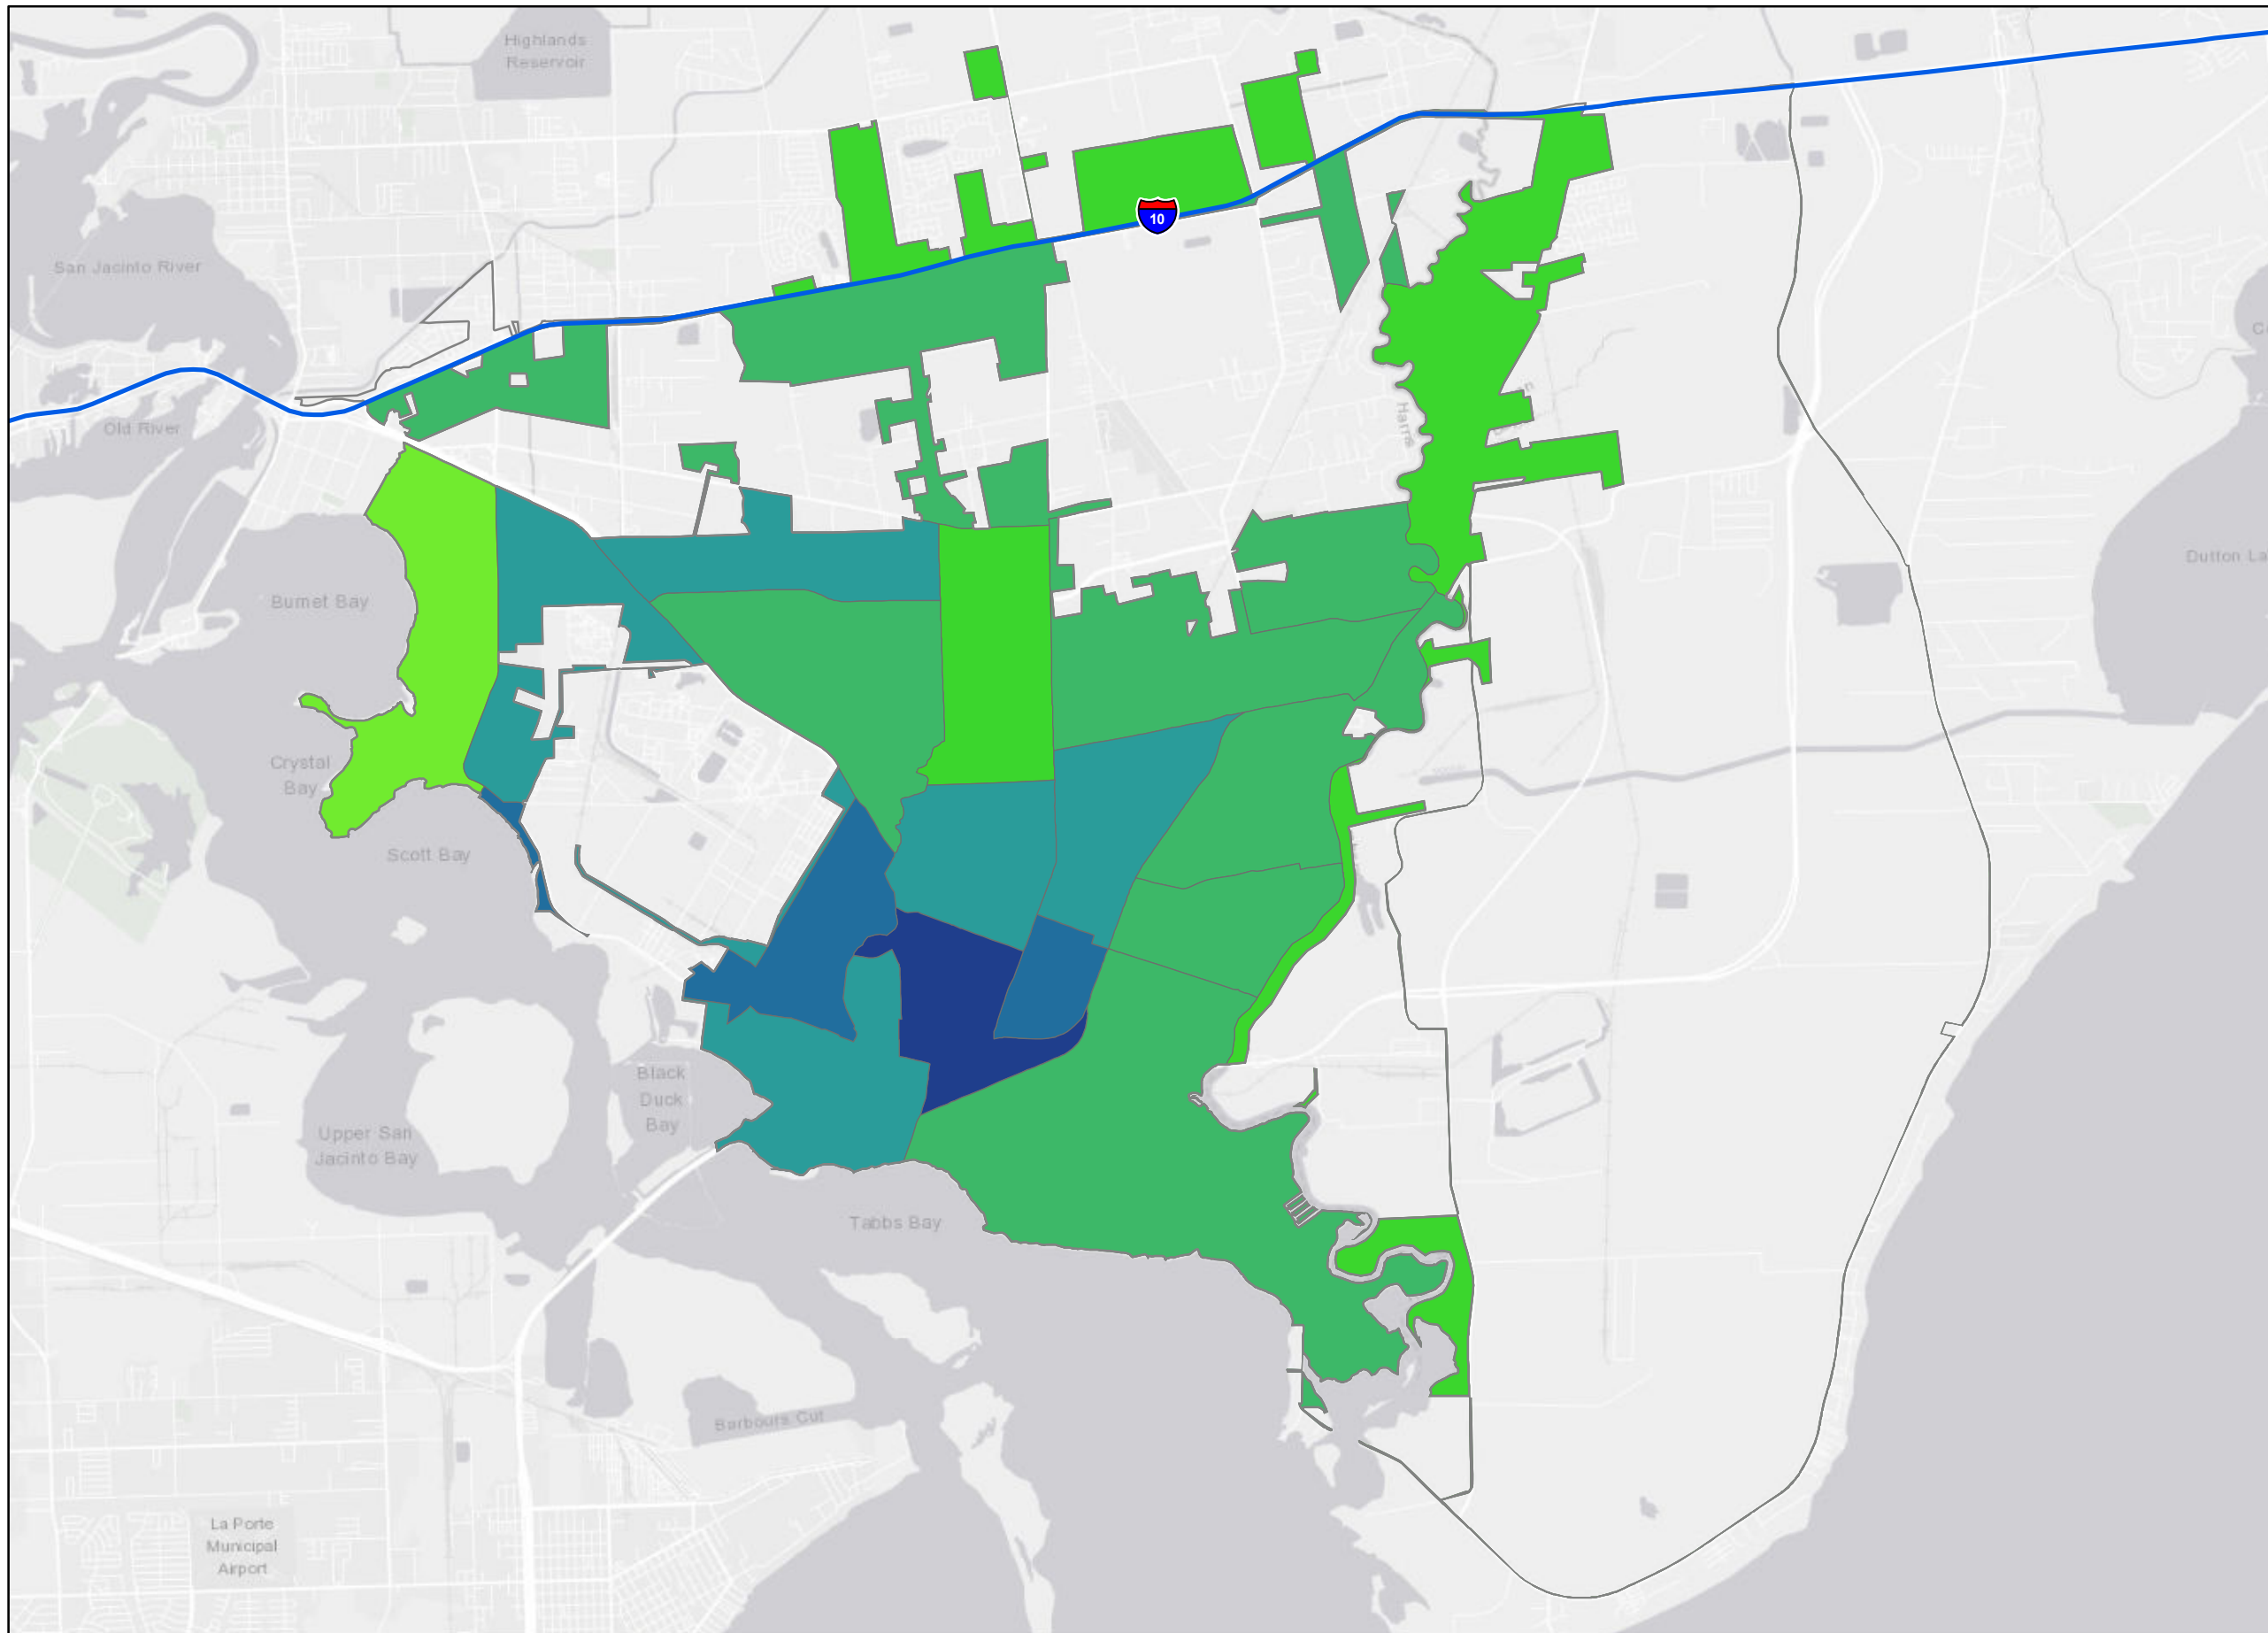 Highlands
Reservoir
10
San Jacinto River
Old River
Harris
Burnet Bay
Dutton La
Crystal
Bay
Scott Bay
Black
Duck
Bay
Upper San
Jacinto Bay
Tabbs Bay
Barbours Cut
La Porte
Municipal
Airport